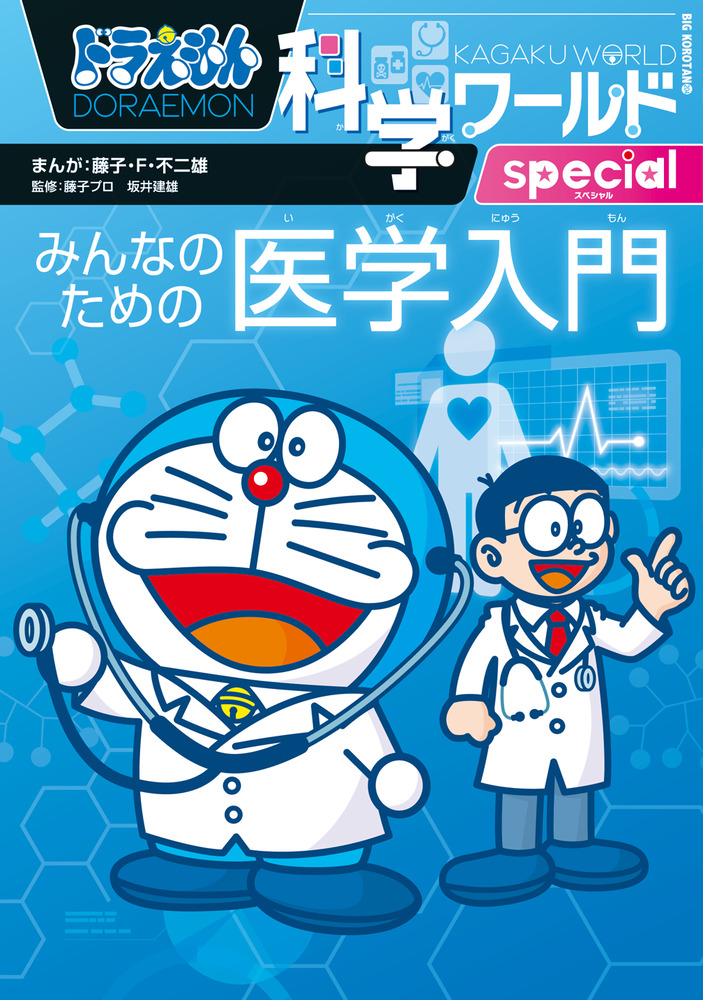 ドラえもん
DORAEMON
科学ワールド
かがく
KAGAKU WORLD
BIG KOROTAN
special
スペシャル
まんが：藤子・F・不二雄
監修：藤子プロ　坂井建雄
みんなの
ための
いがくにゅうもん
医学入門